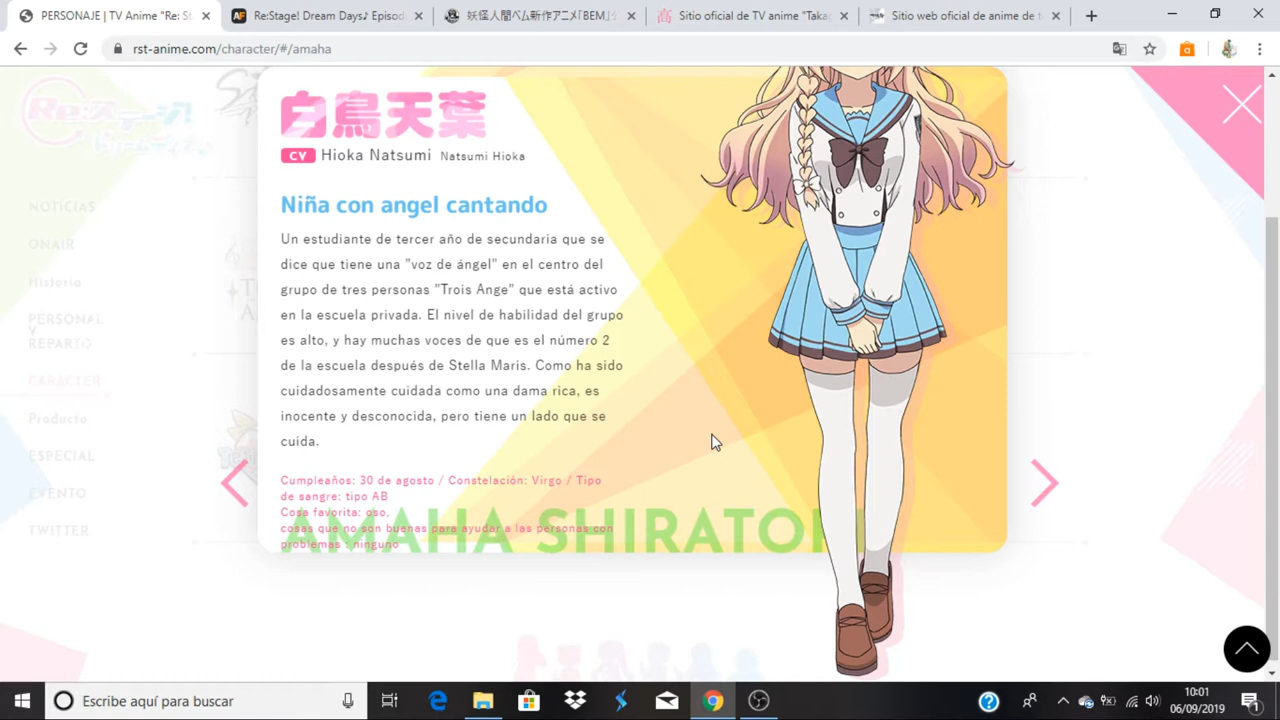 PERSONAJE | TV Anime "Re: St
Re:Stage! Dream Days♪ Episodi
妖怪人間ベム新作アニメ「BEM」公
Sitio oficial de TV anime "Takag
Sitio web oficial de anime de t
rst-anime.com/character/#/amaha
白鳥天葉
CV Hioka Natsumi Natsumi Hioka
Niña con angel cantando
Un estudiante de tercer año de secundaria que se
dice que tiene una "voz de ángel" en el centro del
grupo de tres personas "Trois Ange" que está activo
en la escuela privada. El nivel de habilidad del grupo
es alto, y hay muchas voces de que es el número 2
de la escuela después de Stella Maris. Como ha sido
cuidadosamente cuidada como una dama rica, es
inocente y desconocida, pero tiene un lado que se
cuida.
Cumpleaños: 30 de agosto / Constelación: Virgo / Tipo
de sangre: tipo AB
Cosa favorita: oso,
cosas que no son buenas para ayudar a las personas con
problemas : ninguno
AMAHA SHIRATORI
NOTICIAS
ONAIR
Historia
PERSONAL
Y
REPARTO
CARACTER
Producto
ESPECIAL
EVENTO
TWITTER
Escribe aquí para buscar
10:01
06/09/2019
1